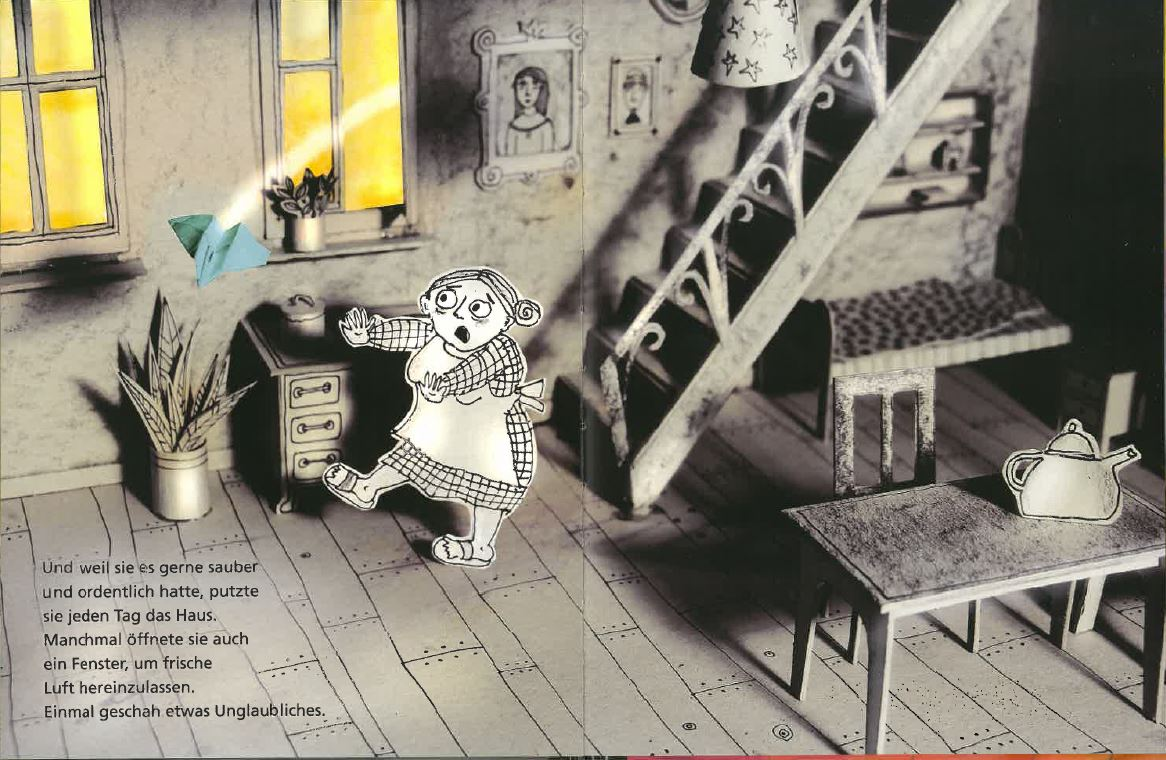 Und weil sie es gerne sauber
und ordentlich hatte, putzte
sie jeden Tag das Haus.
Manchmal öffnete sie auch
ein Fenster, um frische
Luft hereinzulassen.
Einmal geschah etwas Unglaubliches.